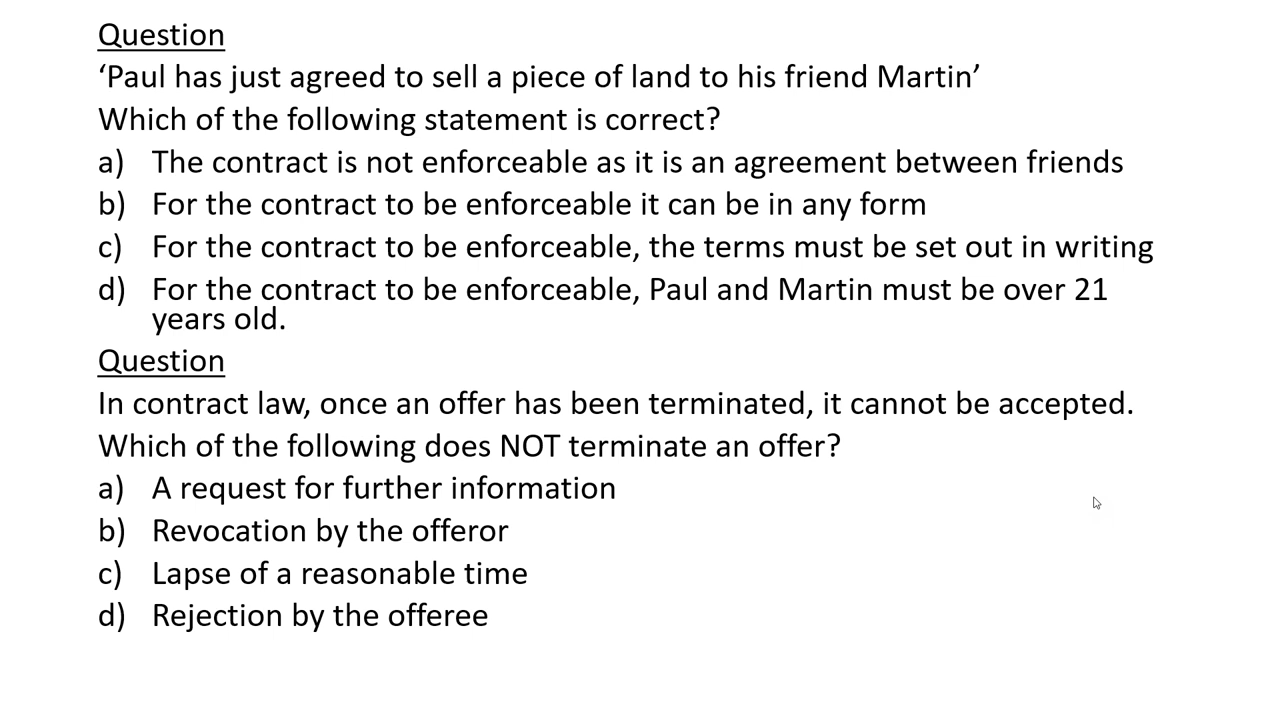 Question
‘Paul has just agreed to sell a piece of land to his friend Martin’
Which of the following statement is correct?
a) The contract is not enforceable as it is an agreement between friends
b) For the contract to be enforceable it can be in any form
c) For the contract to be enforceable, the terms must be set out in writing
d) For the contract to be enforceable, Paul and Martin must be over 21
years old.
Question
In contract law, once an offer has been terminated, it cannot be accepted.
Which of the following does NOT terminate an offer?
a) A request for further information
b) Revocation by the offeror
c) Lapse of a reasonable time
d) Rejection by the offeree